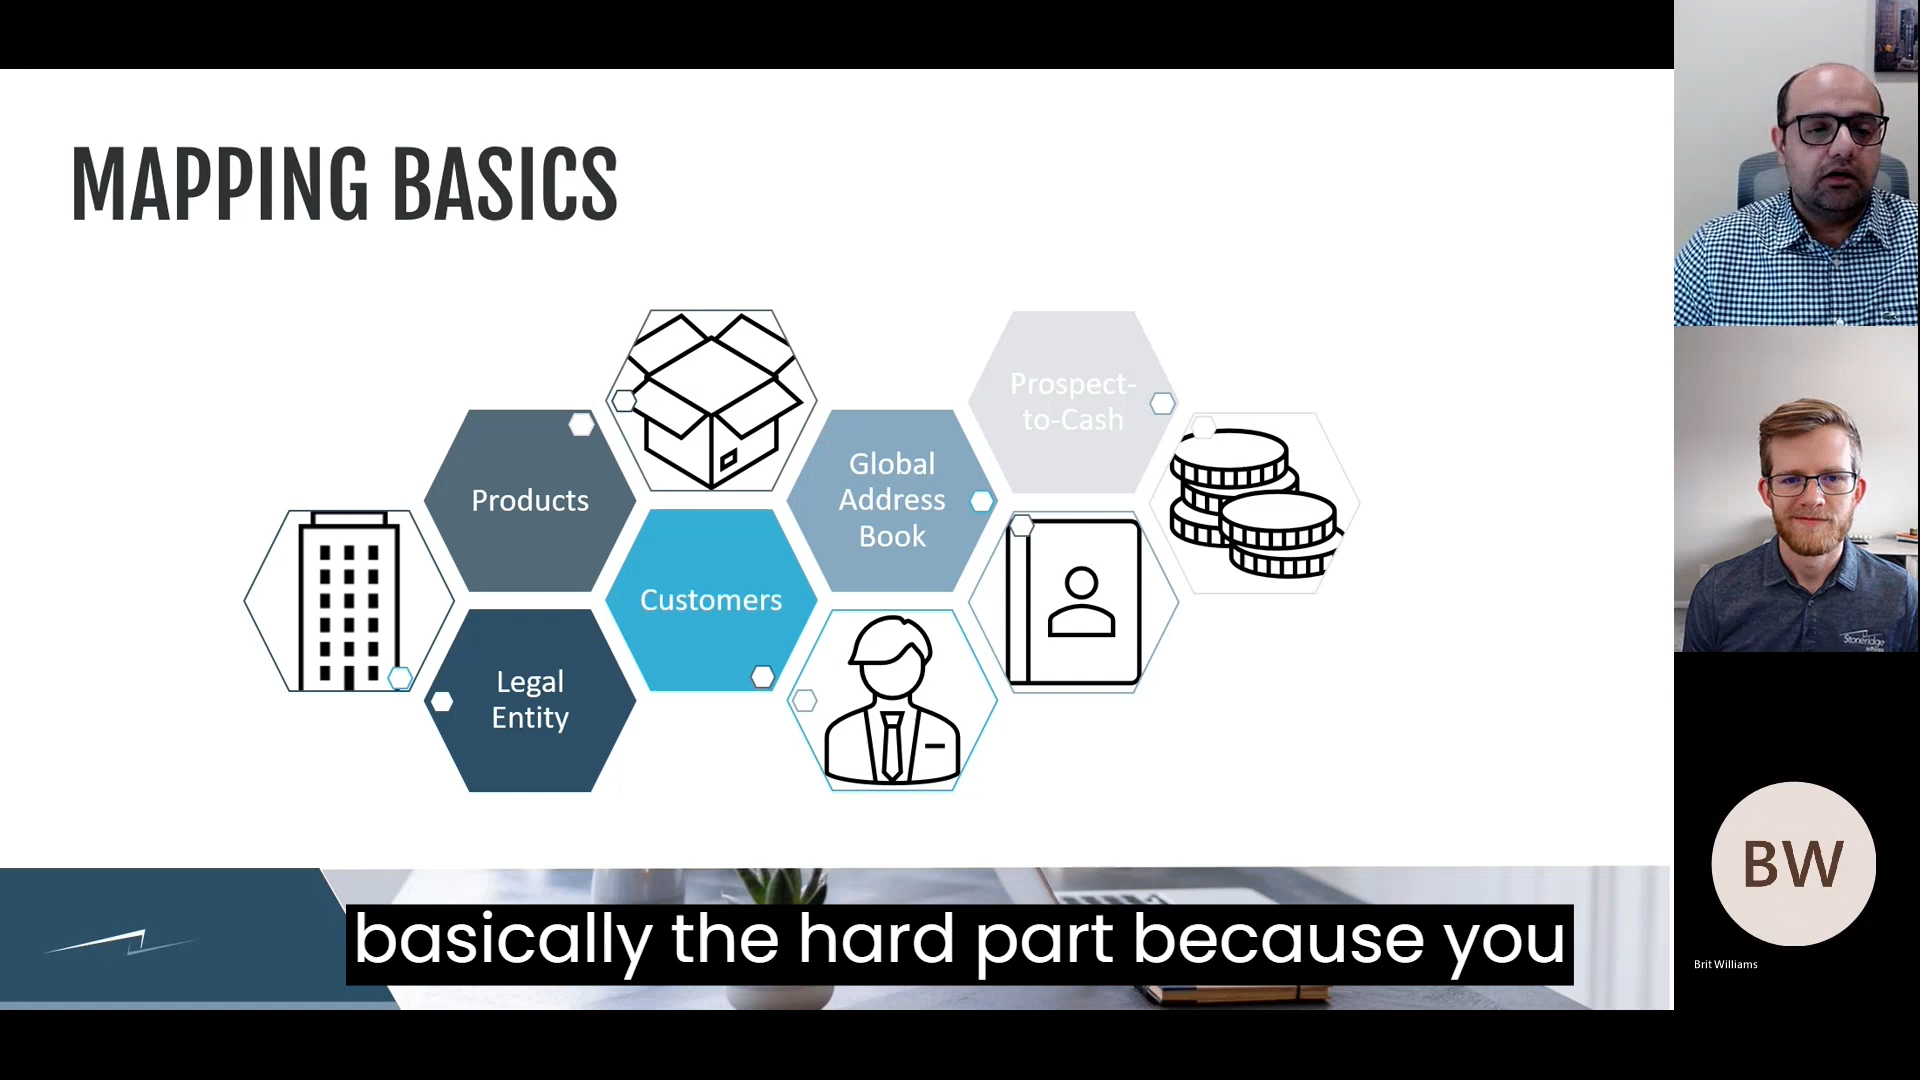 MAPPING BASICS
Prospect-
to-Cash
Global
Address
Book
Products
Customers
Legal
Entity
basically the hard part because you
Stoneridge
BW
Brit Williams